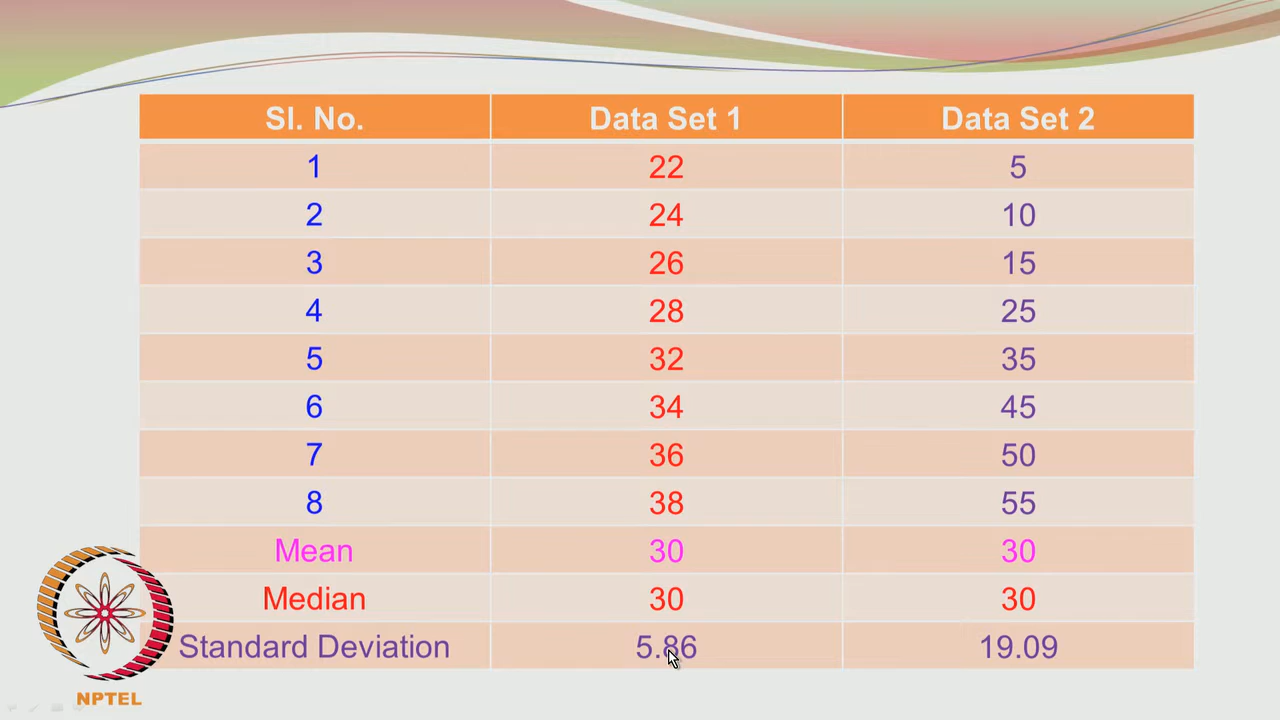 Sl. No. Data Set 1 Data Set 2
1 22 5
2 24 10
3 26 15
4 28 25
5 32 35
6 34 45
7 36 50
8 38 55
Mean 30 30
Median 30 30
Standard Deviation 5.86 19.09
NPTEL